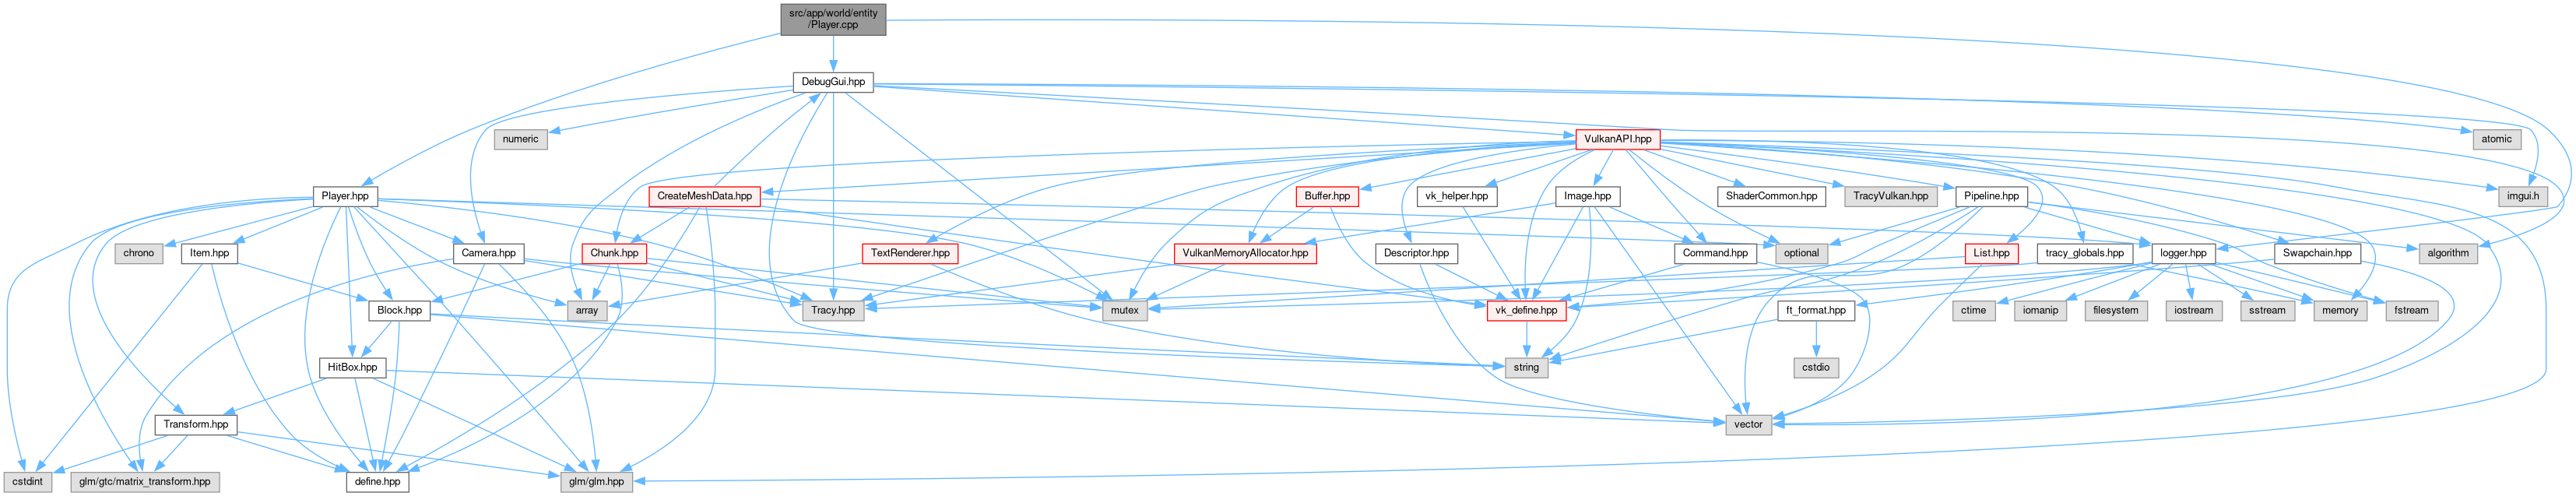 src/app/world/entity
/Player.cpp
DebugGui.hpp
numeric
VulkanAPI.hpp
atomic
Player.hpp
CreateMeshData.hpp
Buffer.hpp
vk_helper.hpp
Image.hpp
ShaderCommon.hpp
TracyVulkan.hpp
Pipeline.hpp
imgui.h
chrono
Item.hpp
Camera.hpp
Chunk.hpp
TextRenderer.hpp
VulkanMemoryAllocator.hpp
Descriptor.hpp
Command.hpp
optional
List.hpp
tracy_globals.hpp
logger.hpp
Swapchain.hpp
algorithm
Block.hpp
array
Tracy.hpp
mutex
vk_define.hpp
ft_format.hpp
ctime
iomanip
filesystem
iostream
sstream
memory
fstream
HitBox.hpp
string
cstdio
Transform.hpp
vector
cstdint
glm/gtc/matrix_transform.hpp
define.hpp
glm/glm.hpp